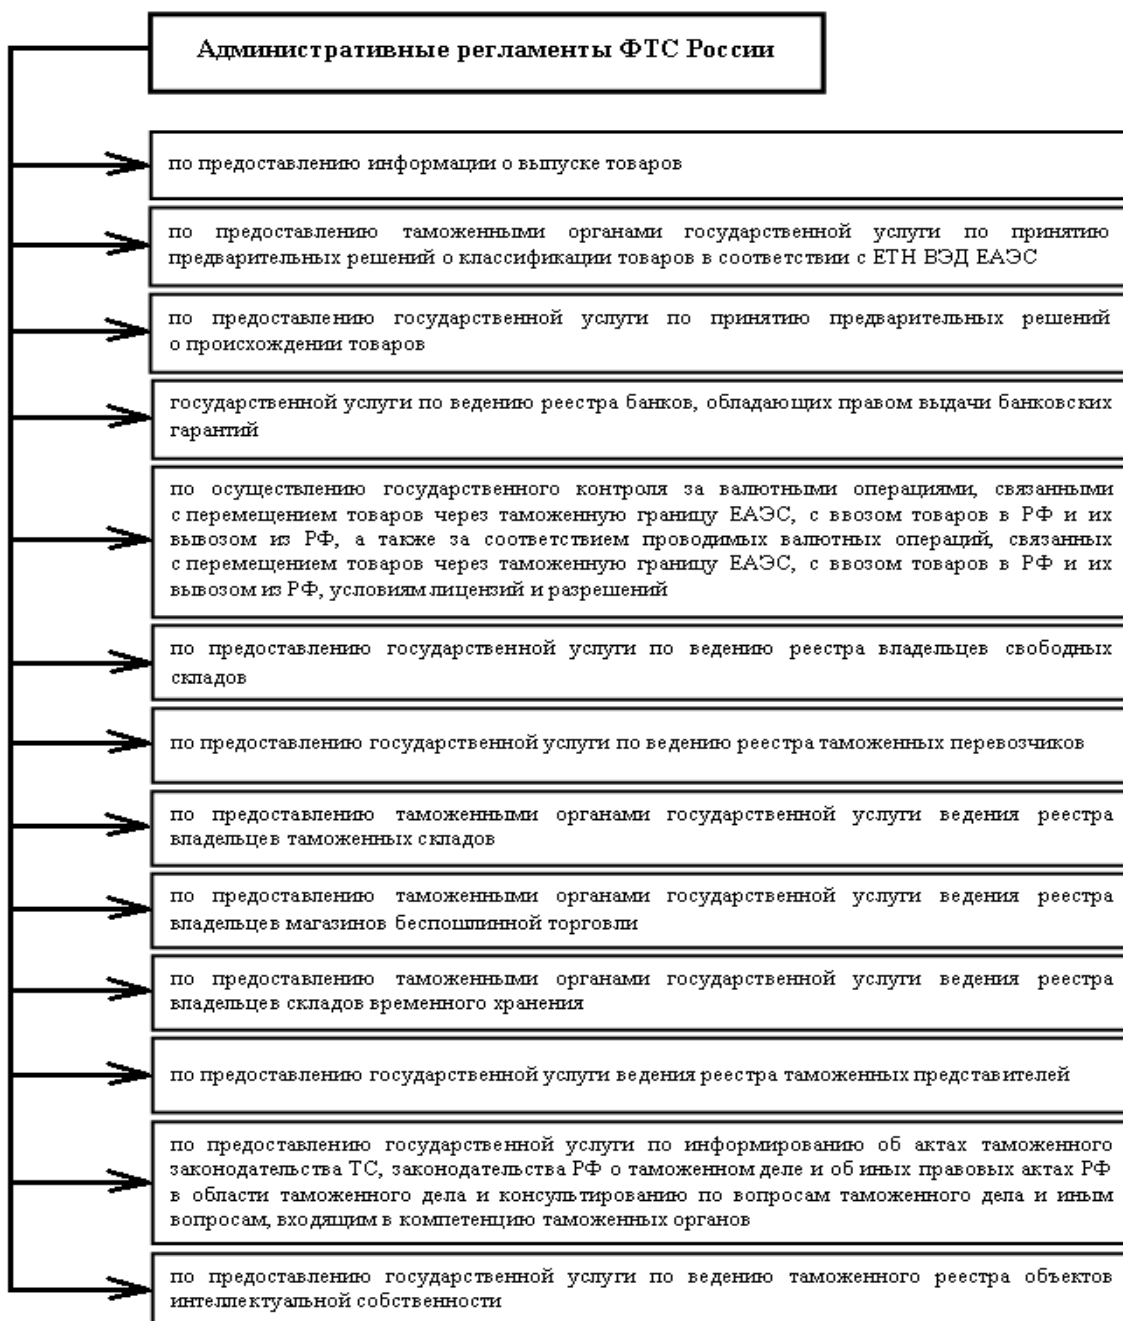 Административные регламенты ФТС России
по предоставлению информации о выпуске товаров
по предоставлению таможенными органами государственной услуги по принятию
предварительных решений о классификации товаров в соответствии с ЕТН ВЭД ЕАЭС
по предоставлению государственной услуги по принятию предварительных решений
о происхождении товаров
государственной услуги по ведению реестра банков, обладающих правом выдачи банковских
гарантий
по осуществлению государственного контроля за валютными операциями, связанными
с перемещением товаров через таможенную границу ЕАЭС, с ввозом товаров в РФ и их
вывозом из РФ, а также за соответствием проводимых валютных операций, связанных
с перемещением товаров через таможенную границу ЕАЭС, с ввозом товаров в РФ и их
вывозом из РФ, условиям лицензий и разрешений
по предоставлению государственной услуги по ведению реестра владельцев свободных
складов
по предоставлению государственной услуги по ведению реестра таможенных перевозчиков
по предоставлению таможенными органами государственной услуги ведения реестра
владельцев таможенных складов
по предоставлению таможенными органами государственной услуги ведения реестра
владельцев магазинов беспошлинной торговли
по предоставлению таможенными органами государственной услуги ведения реестра
владельцев складов временного хранения
по предоставлению государственной услуги ведения реестра таможенных представителей
по предоставлению государственной услуги по информированию об актах таможенного
законодательства ТС, законодательства РФ о таможенном деле и об иных правовых актах РФ
в области таможенного дела и консультированию по вопросам таможенного дела и иным
вопросам, входящим в компетенцию таможенных органов
по предоставлению государственной услуги по ведению таможенного реестра объектов
интеллектуальной собственности